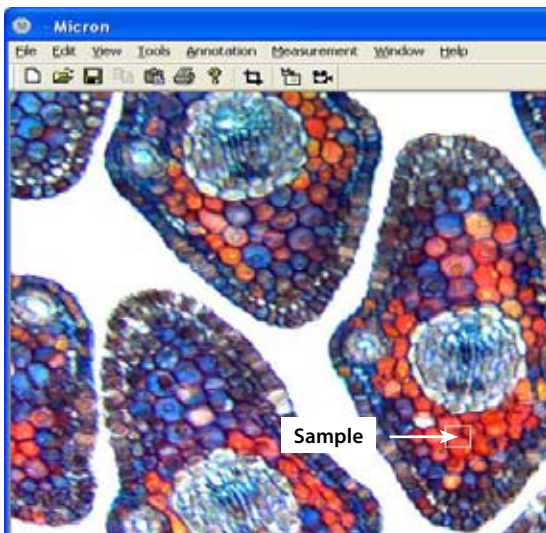 - Micron
File Edit View Tools Annotation Measurement Window Help
Sample